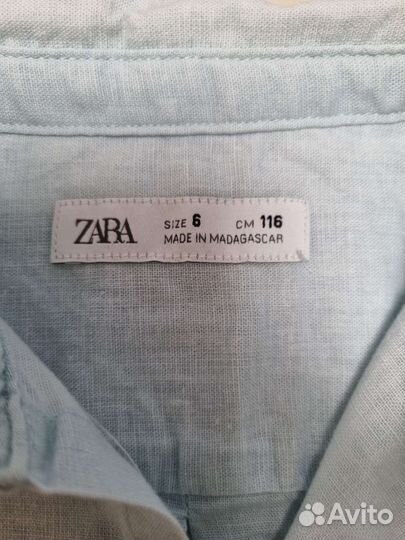 ZARA
SIZE 6 CM 116
MADE IN MADAGASCAR
Avito